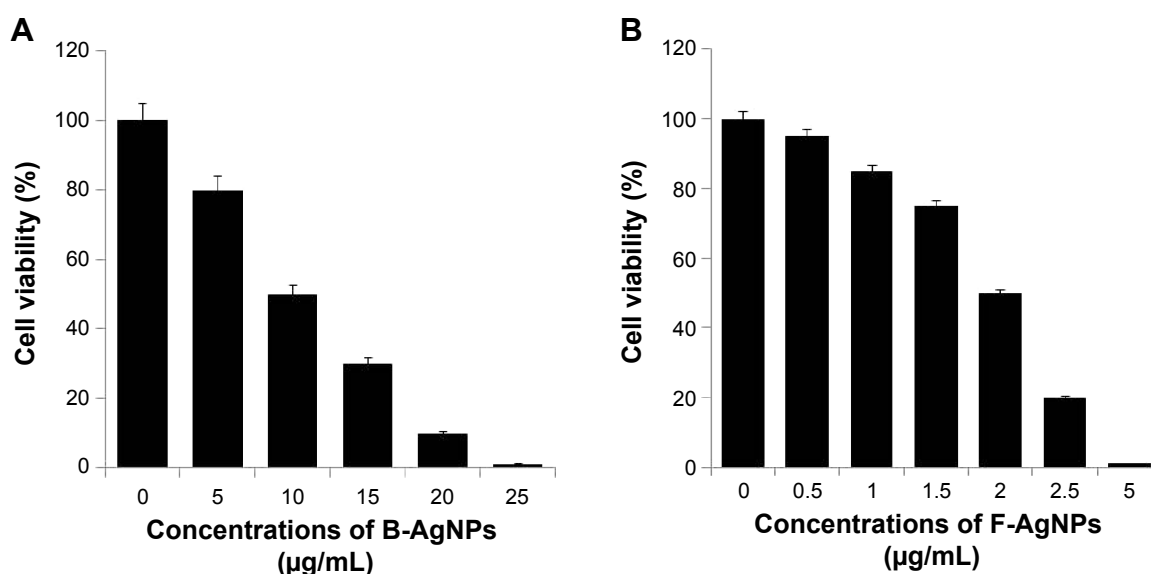 A
120
100
80
60
40
20
0
Cell viability (%)
0 5 10 15 20 25
Concentrations of B-AgNPs
(µg/mL)
B
120
100
80
60
40
20
0
Cell viability (%)
0 0.5 1 1.5 2 2.5 5
Concentrations of F-AgNPs
(µg/mL)